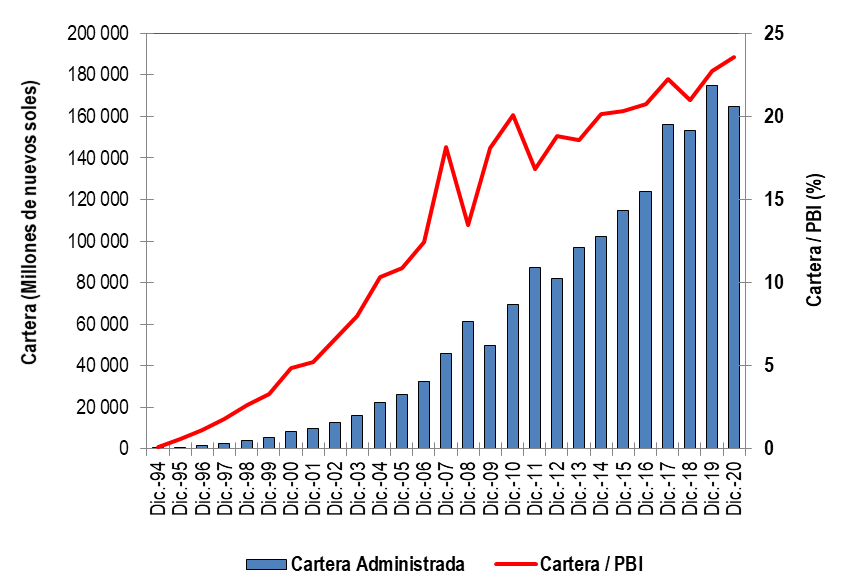 200 000
180 000
160 000
140 000
120 000
100 000
80 000
60 000
40 000
20 000
0
Cartera (Millones de nuevos soles)
25
20
15
10
5
0
Cartera / PBI (%)
Dic.-94
Dic.-95
Dic.-96
Dic.-97
Dic.-98
Dic.-99
Dic.-00
Dic.-01
Dic.-02
Dic.-03
Dic.-04
Dic.-05
Dic.-06
Dic.-07
Dic.-08
Dic.-09
Dic.-10
Dic.-11
Dic.-12
Dic.-13
Dic.-14
Dic.-15
Dic.-16
Dic.-17
Dic.-18
Dic.-19
Dic.-20
Cartera Administrada Cartera / PBI